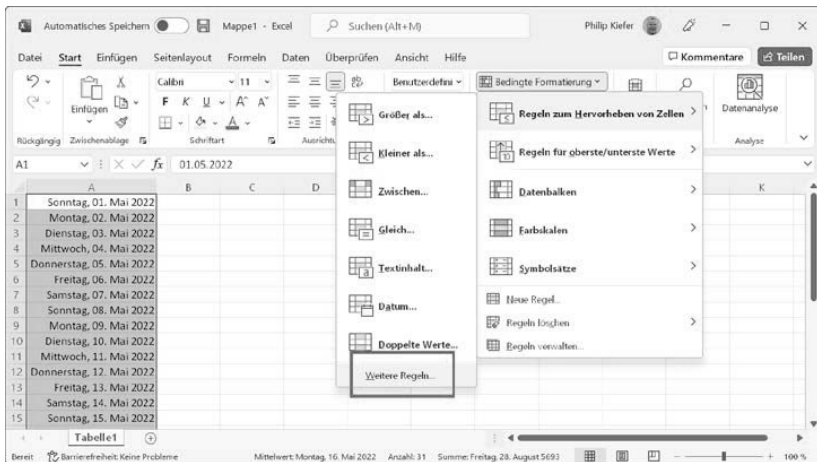 Automatisches Speichern
Mappe1 - Excel
Suchen (Alt+M)
Philip Kiefer
Datei Start Einfügen Seitenlayout Formeln Daten Überprüfen Ansicht Hilfe
Kommentare Teilen
Einfügen
Calibri 11
F K U A A
A
Benutzerdefini
Bedingte Formatierung
Datenanalyse
Rückgängig Zwischenablage Schriftart Ausrichtu Analyse
A1 fx 01.05.2022
A B C D K
1 Sonntag, 01. Mai 2022
2 Montag, 02. Mai 2022
3 Dienstag, 03. Mai 2022
4 Mittwoch, 04. Mai 2022
5 Donnerstag, 05. Mai 2022
6 Freitag, 06. Mai 2022
7 Samstag, 07. Mai 2022
8 Sonntag, 08. Mai 2022
9 Montag, 09. Mai 2022
10 Dienstag, 10. Mai 2022
11 Mittwoch, 11. Mai 2022
12 Donnerstag, 12. Mai 2022
13 Freitag, 13. Mai 2022
14 Samstag, 14. Mai 2022
15 Sonntag, 15. Mai 2022
Größer als...
Kleiner als...
Zwischen...
Gleich...
Textinhalt...
Datum...
Doppelte Werte...
Weitere Regeln...
Regeln zum Hervorheben von Zellen
Regeln für oberste/unterste Werte
Datenbalken
Farbskalen
Symbolsätze
Neue Regel...
Regeln löschen
Regeln verwalten...
Tabelle1
Bereit Barrierefreiheit: Keine Probleme Mittelwert: Montag, 16. Mai 2022 Anzahl: 31 Summe: Freitag, 28. August 5693 100 %